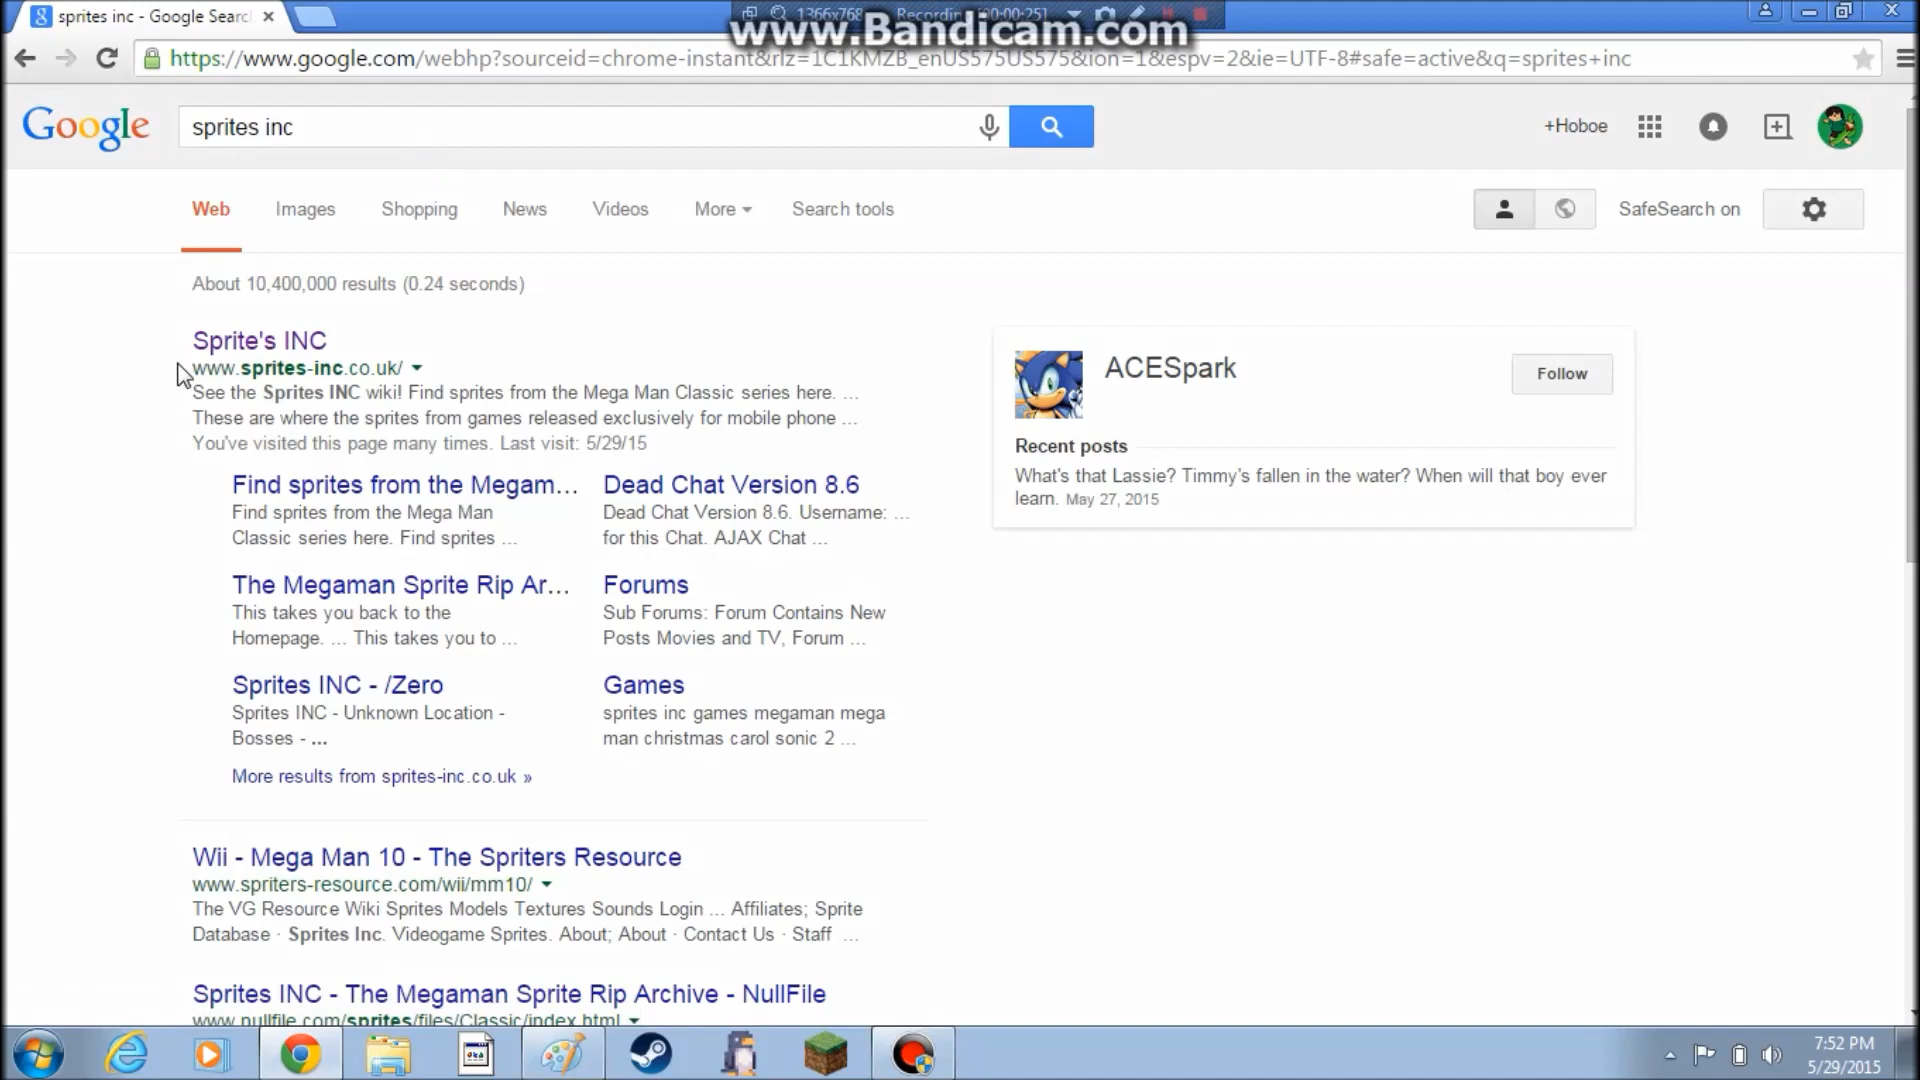 sprites inc - Google Searc
1366x768 Recording [00:00:25]
www.Bandicam.com
https://www.google.com/webhp?sourceid=chrome-instant&rlz=1C1KMZB_enUS575US575&ion=1&espv=2&ie=UTF-8#safe=active&q=sprites+inc
Google
sprites inc
+Hoboe
Web Images Shopping News Videos More Search tools
SafeSearch on
About 10,400,000 results (0.24 seconds)
Sprite's INC
www.sprites-inc.co.uk/
See the Sprites INC wiki! Find sprites from the Mega Man Classic series here. ...
These are where the sprites from games released exclusively for mobile phone ...
You've visited this page many times. Last visit: 5/29/15
Find sprites from the Megam...
Find sprites from the Mega Man
Classic series here. Find sprites ...
Dead Chat Version 8.6
Dead Chat Version 8.6. Username: ...
for this Chat. AJAX Chat ...
The Megaman Sprite Rip Ar...
This takes you back to the
Homepage. ... This takes you to ...
Forums
Sub Forums: Forum Contains New
Posts Movies and TV, Forum ...
Sprites INC - /Zero
Sprites INC - Unknown Location -
Bosses - ...
Games
sprites inc games megaman mega
man christmas carol sonic 2 ...
More results from sprites-inc.co.uk »
Wii - Mega Man 10 - The Spriters Resource
www.spriters-resource.com/wii/mm10/
The VG Resource Wiki Sprites Models Textures Sounds Login ... Affiliates; Sprite
Database · Sprites Inc. Videogame Sprites. About; About · Contact Us · Staff ...
Sprites INC - The Megaman Sprite Rip Archive - NullFile
www.nullfile.com/sprites/files/Classic/index.html
ACESpark
Follow
Recent posts
What's that Lassie? Timmy's fallen in the water? When will that boy ever
learn. May 27, 2015
7:52 PM
5/29/2015